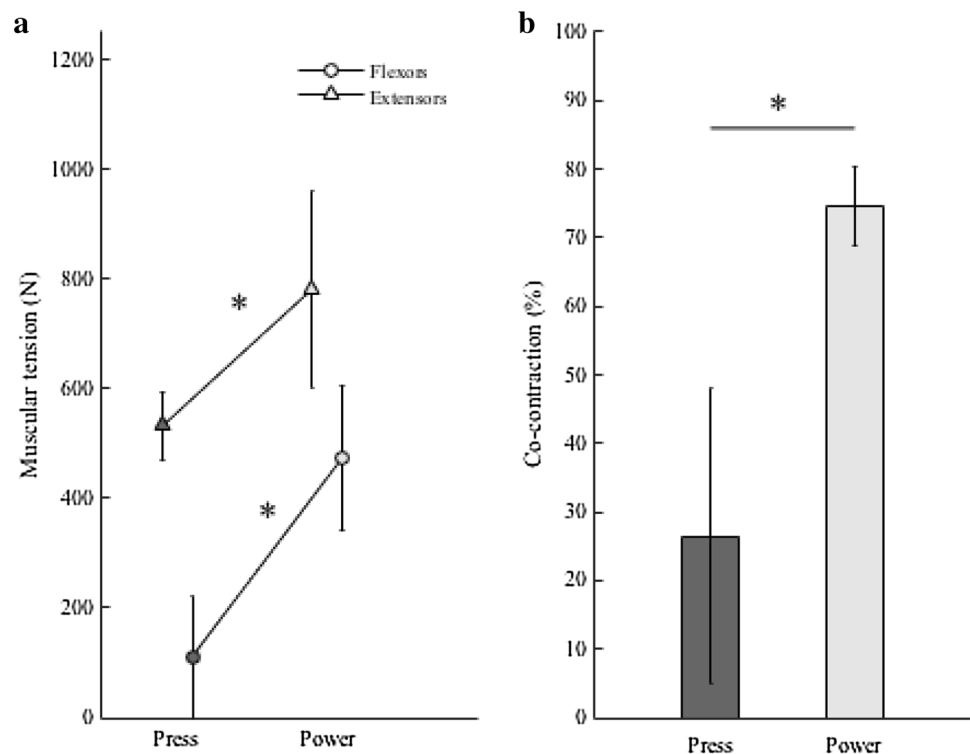 a
Muscular tension (N)
1200
1000
800
600
400
200
0
Flexors
Extensors
*
*
Press
Power
b
Co-contraction (%)
100
90
80
70
60
50
40
30
20
10
0
*
Press
Power